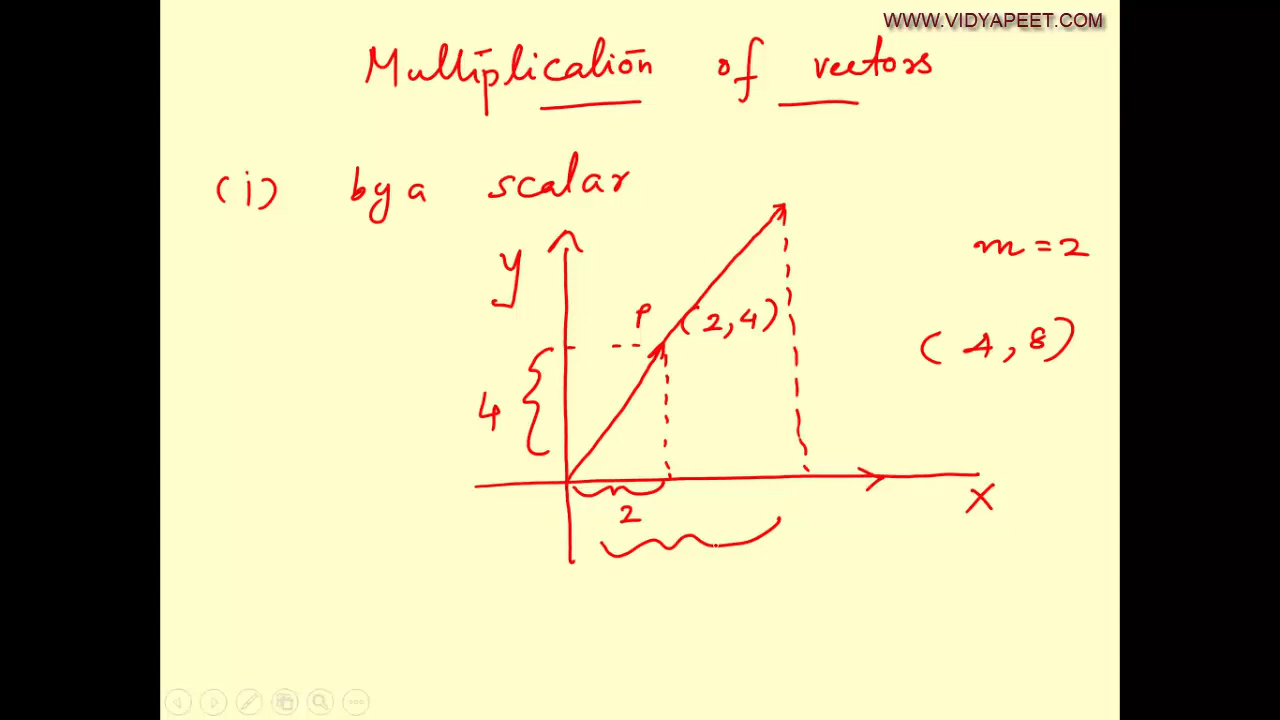 WWW.VIDYAPEET.COM
Multiplication of vectors
(i) by a scalar
y
m = 2
P
(2,4)
(4,8)
4
2
X